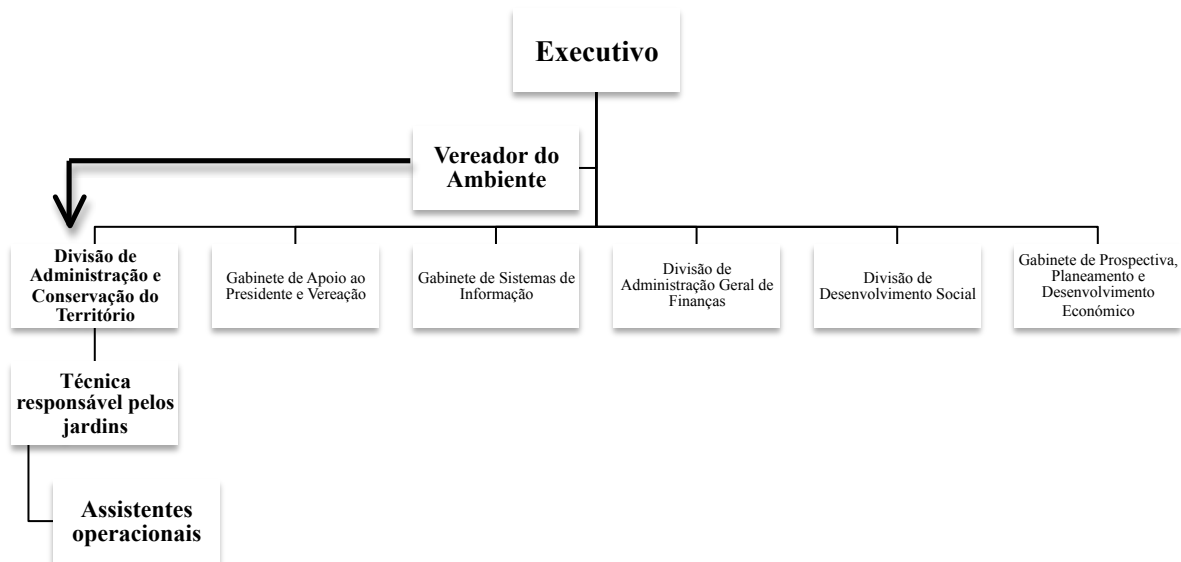 Executivo
Vereador do
Ambiente
Divisão de
Administração e
Conservação do
Território
Gabinete de Apoio ao
Presidente e Vereação
Gabinete de Sistemas de
Informação
Divisão de
Administração Geral de
Finanças
Divisão de
Desenvolvimento Social
Gabinete de Prospectiva,
Planeamento e
Desenvolvimento
Económico
Técnica
responsável pelos
jardins
Assistentes
operacionais